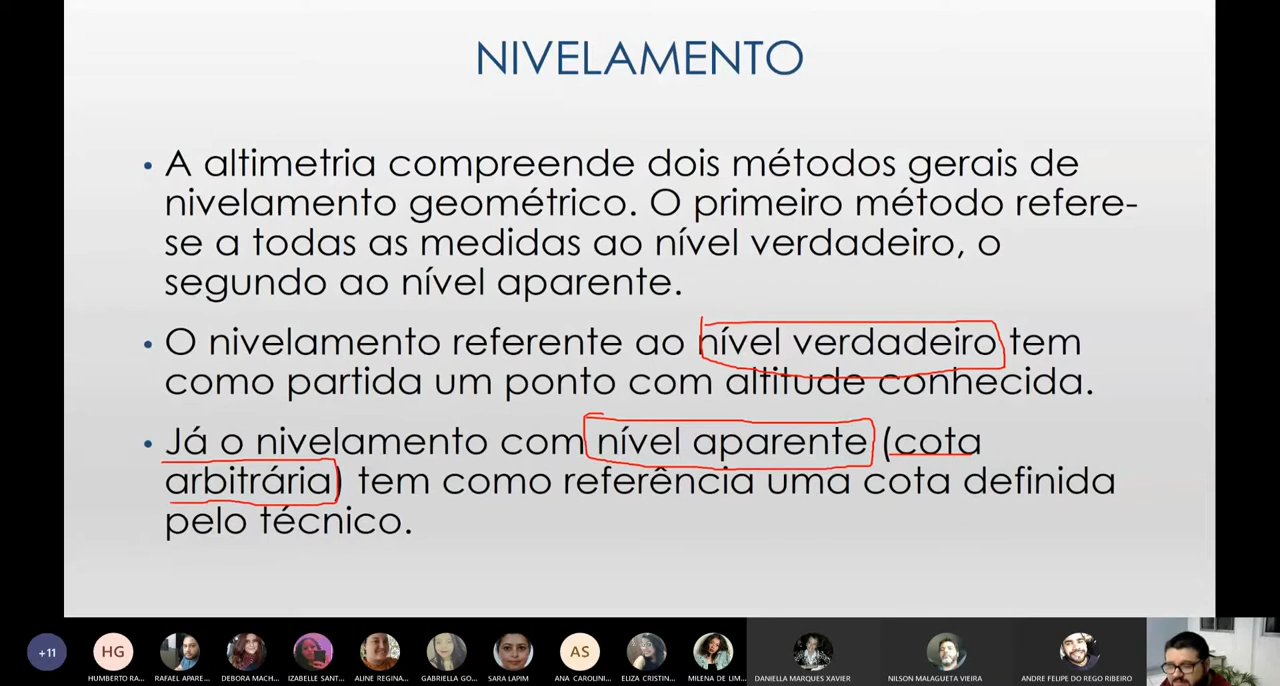 NIVELAMENTO
• A altimetria compreende dois métodos gerais de
nivelamento geométrico. O primeiro método refere-
se a todas as medidas ao nível verdadeiro, o
segundo ao nível aparente.
• O nivelamento referente ao nível verdadeiro tem
como partida um ponto com altitude conhecida.
• Já o nivelamento com nível aparente (cota
arbitrária) tem como referência uma cota definida
pelo técnico.
+11 HG AS
HUMBERTO RA... RAFAEL APARE... DEBORA MACH... IZABELLE SANT... ALINE REGINA... GABRIELLA GO... SARA LAPIM ANA CAROLINI... ELIZA CRISTIN... MILENA DE LIM... DANIELLA MARQUES XAVIER NILSON MALAGUETA VIEIRA ANDRE FELIPE DO REGO RIBEIRO